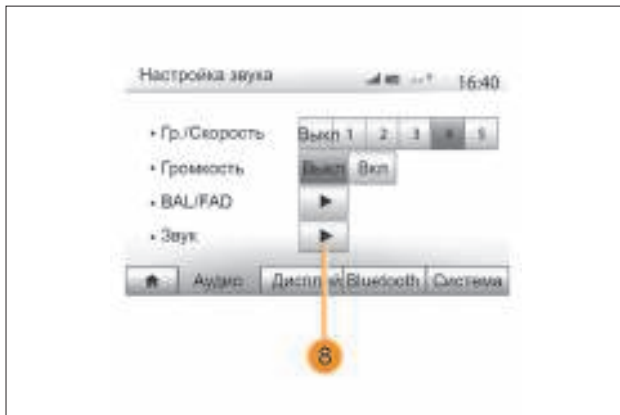 Настройка звука 16:40
• Гр./Скорость Выкл 1 2 3 4 5
• Громкость Выкл Вкл
• BAL/FAD ►
• Звук ►
Аудио Дисплей Bluetooth Система
8